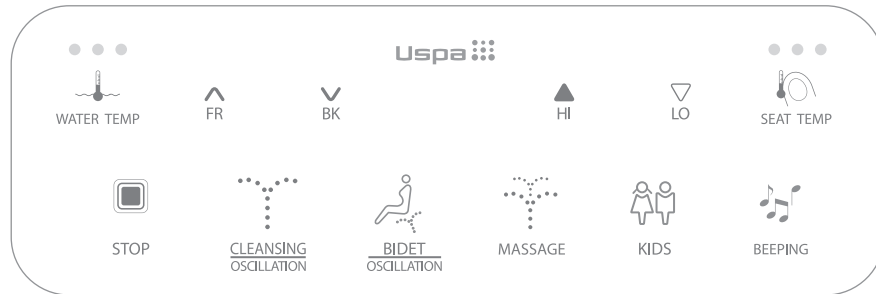 Uspa
WATER TEMP
FR
BK
HI
LO
SEAT TEMP
STOP
CLEANSING
OSCILLATION
BIDET
OSCILLATION
MASSAGE
KIDS
BEEPING